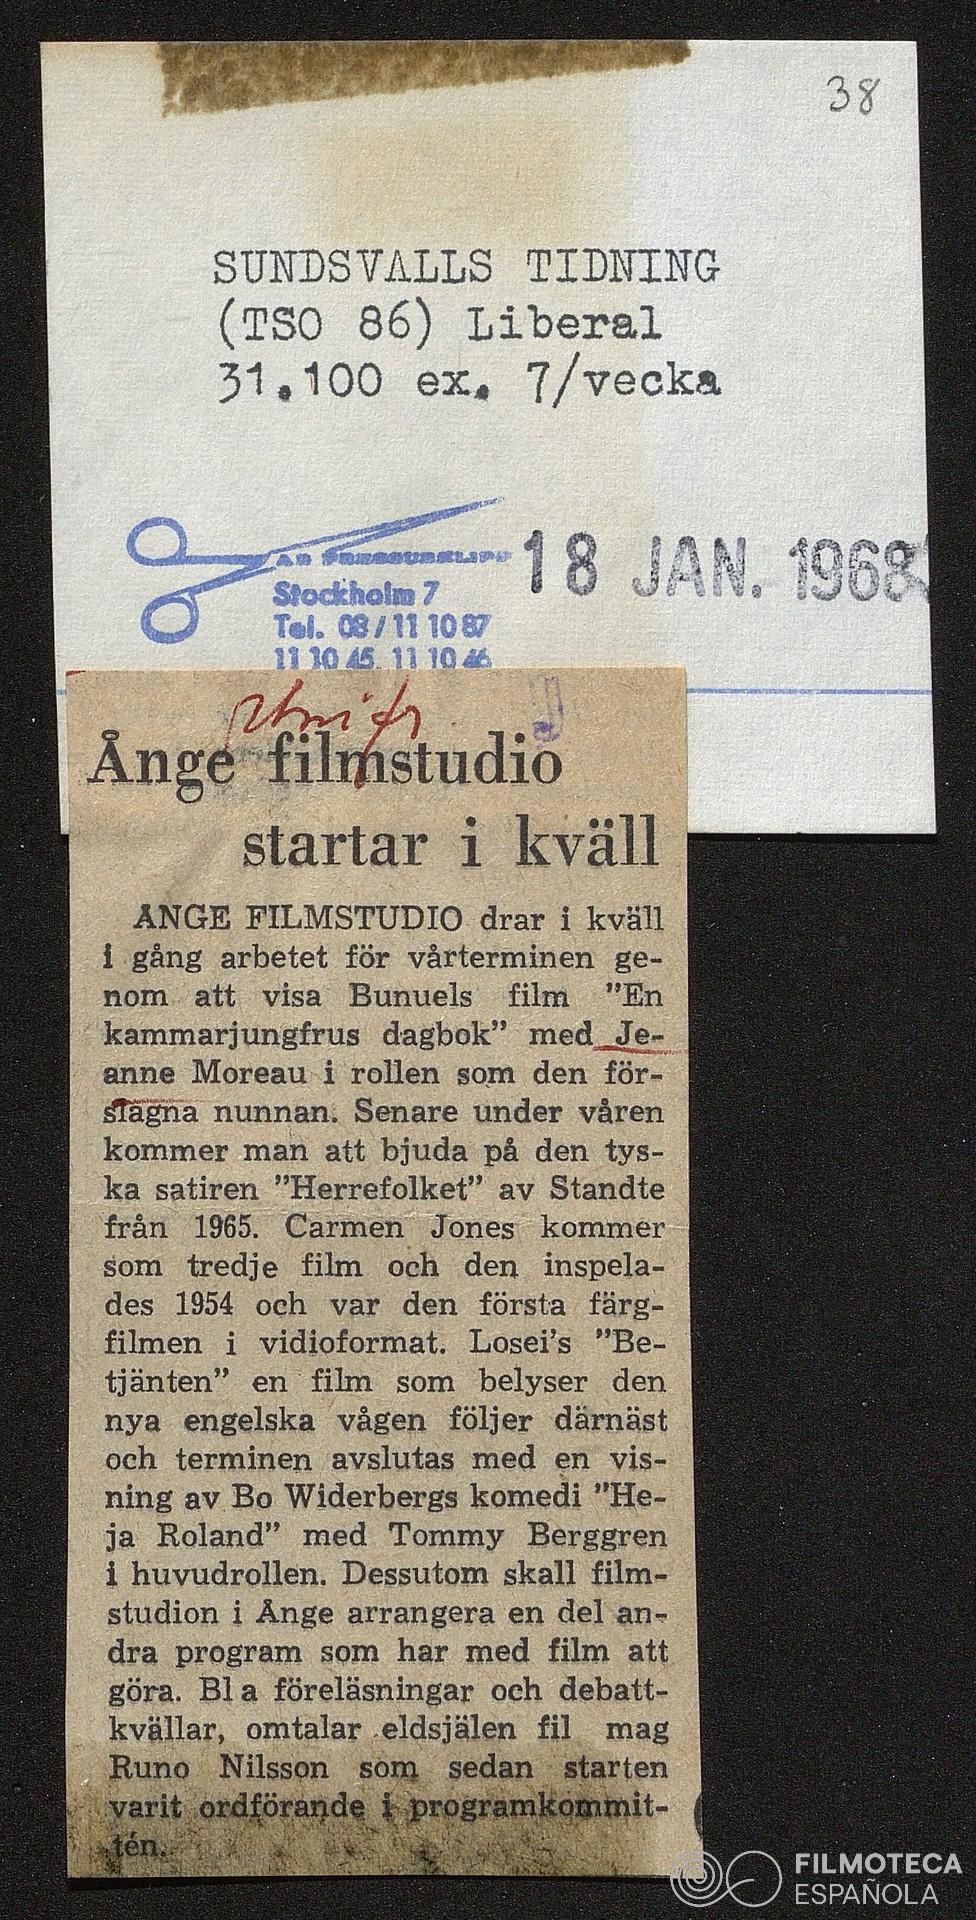 38
SUNDSVALLS TIDNING
(TSO 86) Liberal
31.100 ex. 7/vecka
AB PRESSURKLIPP
18 JAN. 1968
Stockholm 7
Tel. 08/11 10 87
11 10 45, 11 10 46
Ånge filmstudio
startar i kväll
ÅNGE FILMSTUDIO drar i kväll
i gång arbetet för vårterminen ge-
nom att visa Bunuels film ”En
kammarjungfrus dagbok” med Je-
anne Moreau i rollen som den för-
slagna nunnan. Senare under våren
kommer man att bjuda på den tys-
ka satiren ”Herrefolket” av Standte
från 1965. Carmen Jones kommer
som tredje film och den inspela-
des 1954 och var den första färg-
filmen i vidioformat. Losei's ”Be-
tjänten” en film som belyser den
nya engelska vågen följer därnäst
och terminen avslutas med en vis-
ning av Bo Widerbergs komedi ”He-
ja Roland” med Tommy Berggren
i huvudrollen. Dessutom skall film-
studion i Ånge arrangera en del an-
dra program som har med film att
göra. Bl a föreläsningar och debatt-
kvällar, omtalar eldsjälen fil mag
Runo Nilsson som sedan starten
varit ordförande i programkommit-
tén.
FILMOTECA
ESPAÑOLA